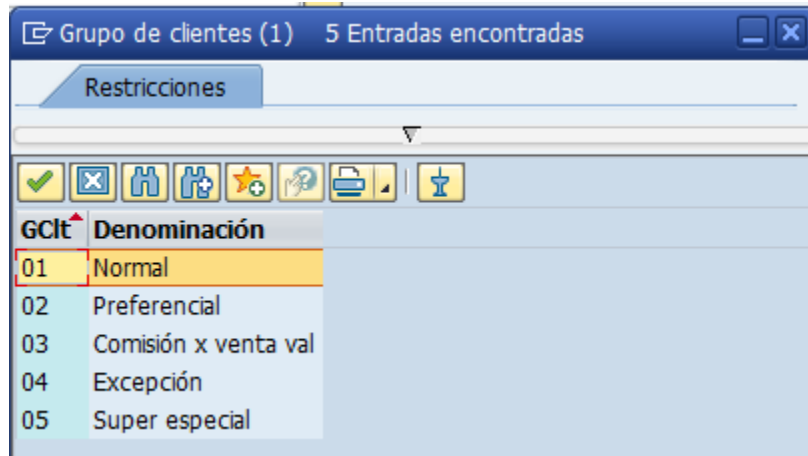 Grupo de clientes (1) 5 Entradas encontradas
Restricciones
GClt Denominación
01 Normal
02 Preferencial
03 Comisión x venta val
04 Excepción
05 Super especial